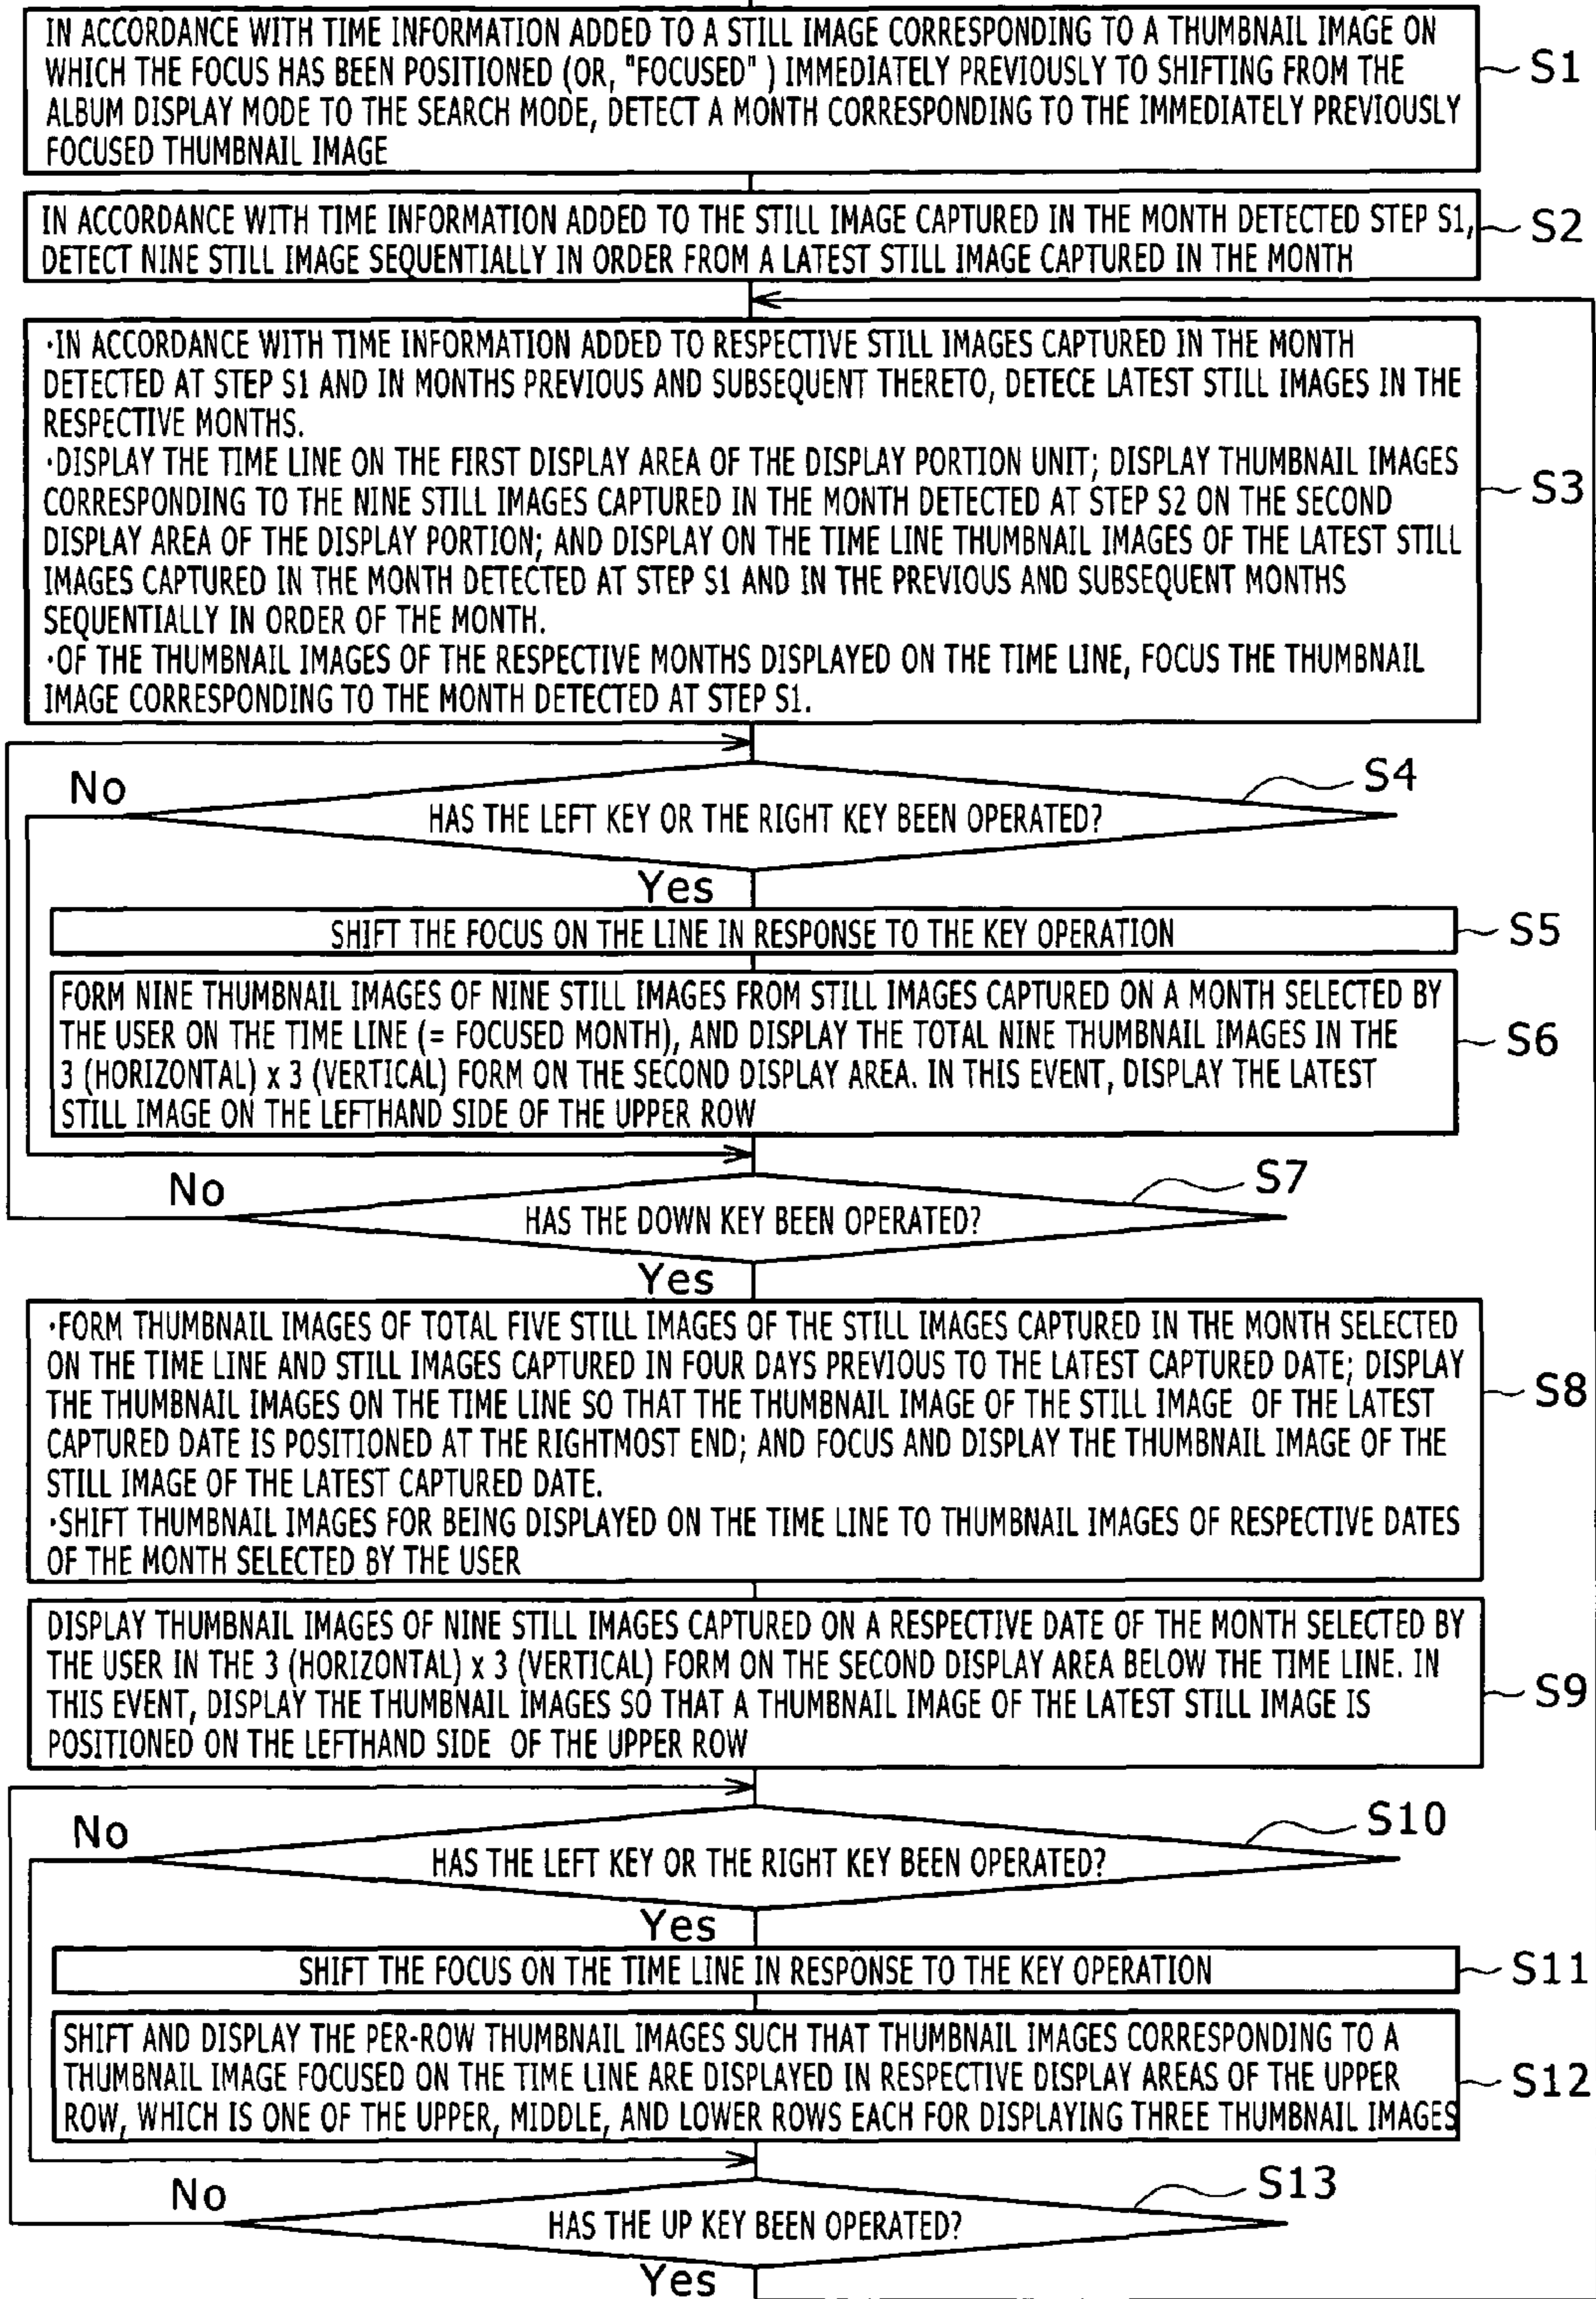 IN ACCORDANCE WITH TIME INFORMATION ADDED TO A STILL IMAGE CORRESPONDING TO A THUMBNAIL IMAGE ON
WHICH THE FOCUS HAS BEEN POSITIONED (OR, "FOCUSED" ) IMMEDIATELY PREVIOUSLY TO SHIFTING FROM THE
ALBUM DISPLAY MODE TO THE SEARCH MODE, DETECT A MONTH CORRESPONDING TO THE IMMEDIATELY PREVIOUSLY
FOCUSED THUMBNAIL IMAGE
S1
IN ACCORDANCE WITH TIME INFORMATION ADDED TO THE STILL IMAGE CAPTURED IN THE MONTH DETECTED STEP S1,
DETECT NINE STILL IMAGE SEQUENTIALLY IN ORDER FROM A LATEST STILL IMAGE CAPTURED IN THE MONTH
S2
·IN ACCORDANCE WITH TIME INFORMATION ADDED TO RESPECTIVE STILL IMAGES CAPTURED IN THE MONTH
DETECTED AT STEP S1 AND IN MONTHS PREVIOUS AND SUBSEQUENT THERETO, DETECE LATEST STILL IMAGES IN THE
RESPECTIVE MONTHS.
·DISPLAY THE TIME LINE ON THE FIRST DISPLAY AREA OF THE DISPLAY PORTION UNIT; DISPLAY THUMBNAIL IMAGES
CORRESPONDING TO THE NINE STILL IMAGES CAPTURED IN THE MONTH DETECTED AT STEP S2 ON THE SECOND
DISPLAY AREA OF THE DISPLAY PORTION; AND DISPLAY ON THE TIME LINE THUMBNAIL IMAGES OF THE LATEST STILL
IMAGES CAPTURED IN THE MONTH DETECTED AT STEP S1 AND IN THE PREVIOUS AND SUBSEQUENT MONTHS
SEQUENTIALLY IN ORDER OF THE MONTH.
·OF THE THUMBNAIL IMAGES OF THE RESPECTIVE MONTHS DISPLAYED ON THE TIME LINE, FOCUS THE THUMBNAIL
IMAGE CORRESPONDING TO THE MONTH DETECTED AT STEP S1.
S3
No
HAS THE LEFT KEY OR THE RIGHT KEY BEEN OPERATED?
S4
Yes
SHIFT THE FOCUS ON THE LINE IN RESPONSE TO THE KEY OPERATION
S5
FORM NINE THUMBNAIL IMAGES OF NINE STILL IMAGES FROM STILL IMAGES CAPTURED ON A MONTH SELECTED BY
THE USER ON THE TIME LINE (= FOCUSED MONTH), AND DISPLAY THE TOTAL NINE THUMBNAIL IMAGES IN THE
3 (HORIZONTAL) x 3 (VERTICAL) FORM ON THE SECOND DISPLAY AREA. IN THIS EVENT, DISPLAY THE LATEST
STILL IMAGE ON THE LEFTHAND SIDE OF THE UPPER ROW
S6
No
HAS THE DOWN KEY BEEN OPERATED?
S7
Yes
·FORM THUMBNAIL IMAGES OF TOTAL FIVE STILL IMAGES OF THE STILL IMAGES CAPTURED IN THE MONTH SELECTED
ON THE TIME LINE AND STILL IMAGES CAPTURED IN FOUR DAYS PREVIOUS TO THE LATEST CAPTURED DATE; DISPLAY
THE THUMBNAIL IMAGES ON THE TIME LINE SO THAT THE THUMBNAIL IMAGE OF THE STILL IMAGE OF THE LATEST
CAPTURED DATE IS POSITIONED AT THE RIGHTMOST END; AND FOCUS AND DISPLAY THE THUMBNAIL IMAGE OF THE
STILL IMAGE OF THE LATEST CAPTURED DATE.
·SHIFT THUMBNAIL IMAGES FOR BEING DISPLAYED ON THE TIME LINE TO THUMBNAIL IMAGES OF RESPECTIVE DATES
OF THE MONTH SELECTED BY THE USER
S8
DISPLAY THUMBNAIL IMAGES OF NINE STILL IMAGES CAPTURED ON A RESPECTIVE DATE OF THE MONTH SELECTED BY
THE USER IN THE 3 (HORIZONTAL) x 3 (VERTICAL) FORM ON THE SECOND DISPLAY AREA BELOW THE TIME LINE. IN
THIS EVENT, DISPLAY THE THUMBNAIL IMAGES SO THAT A THUMBNAIL IMAGE OF THE LATEST STILL IMAGE IS
POSITIONED ON THE LEFTHAND SIDE OF THE UPPER ROW
S9
No
HAS THE LEFT KEY OR THE RIGHT KEY BEEN OPERATED?
S10
Yes
SHIFT THE FOCUS ON THE TIME LINE IN RESPONSE TO THE KEY OPERATION
S11
SHIFT AND DISPLAY THE PER-ROW THUMBNAIL IMAGES SUCH THAT THUMBNAIL IMAGES CORRESPONDING TO A
THUMBNAIL IMAGE FOCUSED ON THE TIME LINE ARE DISPLAYED IN RESPECTIVE DISPLAY AREAS OF THE UPPER
ROW, WHICH IS ONE OF THE UPPER, MIDDLE, AND LOWER ROWS EACH FOR DISPLAYING THREE THUMBNAIL IMAGES
S12
No
HAS THE UP KEY BEEN OPERATED?
S13
Yes